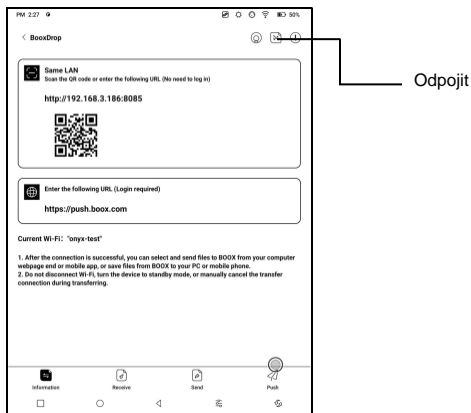 PM 2:27
50%
BooxDrop
Odpojit
Same LAN
Scan the QR code or enter the following URL (No need to log in)
http://192.168.3.186:8085
Enter the following URL (Login required)
https://push.boox.com
Current Wi-Fi: "onyx-test"
1. After the connection is successful, you can select and send files to BOOX from your computer
webpage end or mobile app, or save files from BOOX to your PC or mobile phone.
2. Do not disconnect Wi-Fi, turn the device to standby mode, or manually cancel the transfer
connection during transferring.
Information
Receive
Send
Push